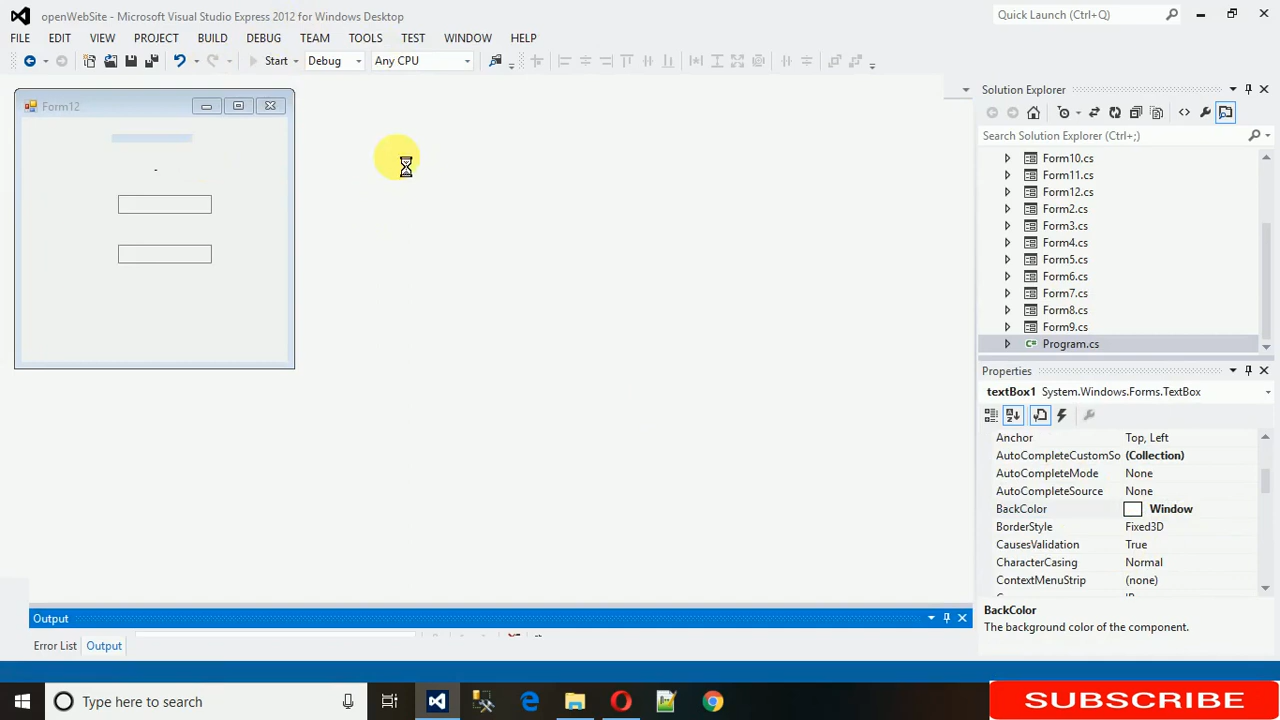 openWebSite - Microsoft Visual Studio Express 2012 for Windows Desktop
Quick Launch (Ctrl+Q)
FILE EDIT VIEW PROJECT BUILD DEBUG TEAM TOOLS TEST WINDOW HELP
Start Debug Any CPU
Form12
Solution Explorer
Search Solution Explorer (Ctrl+;)
Form10.cs
Form11.cs
Form12.cs
Form2.cs
Form3.cs
Form4.cs
Form5.cs
Form6.cs
Form7.cs
Form8.cs
Form9.cs
C# Program.cs
Properties
textBox1 System.Windows.Forms.TextBox
Anchor Top, Left
AutoCompleteCustomSo (Collection)
AutoCompleteMode None
AutoCompleteSource None
BackColor Window
BorderStyle Fixed3D
CausesValidation True
CharacterCasing Normal
ContextMenuStrip (none)
BackColor
The background color of the component.
Output
Error List Output
Type here to search
SUBSCRIBE